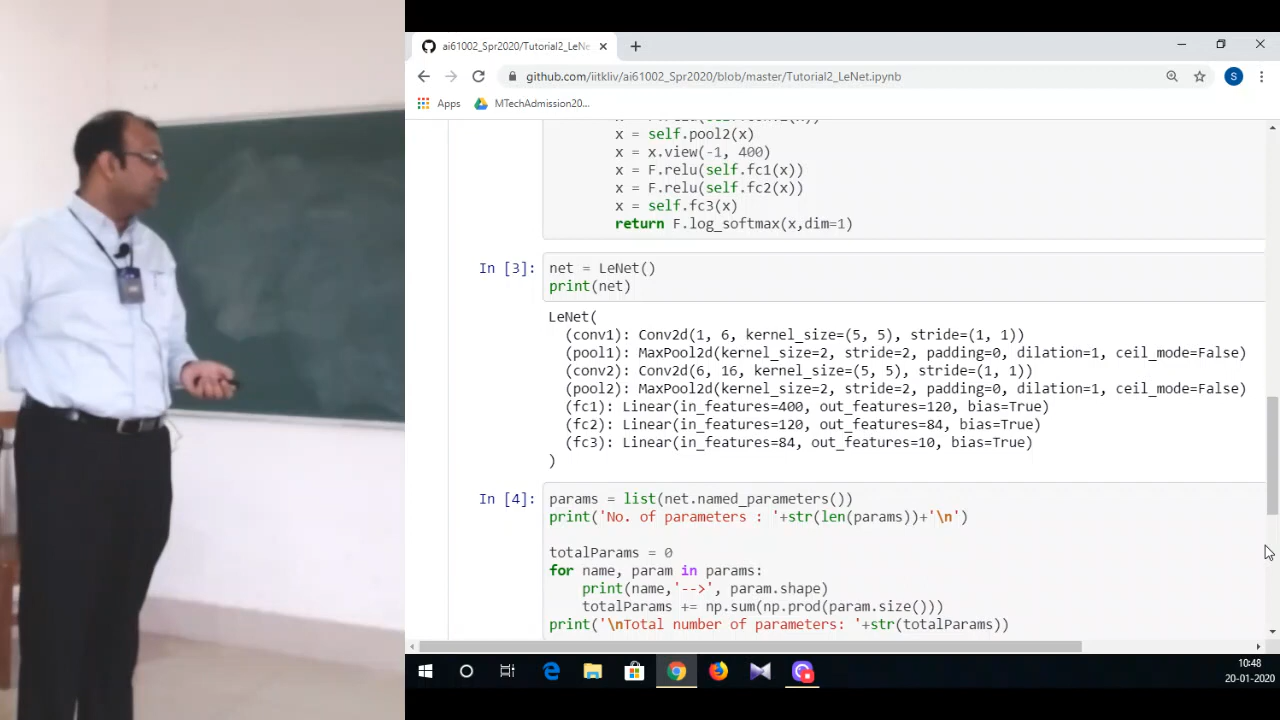 ai61002_Spr2020/Tutorial2_LeNe
github.com/iitkliv/ai61002_Spr2020/blob/master/Tutorial2_LeNet.ipynb
S
Apps
MTechAdmission20...
x = self.pool2(x)
x = x.view(-1, 400)
x = F.relu(self.fc1(x))
x = F.relu(self.fc2(x))
x = self.fc3(x)
return F.log_softmax(x,dim=1)
In [3]: net = LeNet()
print(net)
LeNet(
(conv1): Conv2d(1, 6, kernel_size=(5, 5), stride=(1, 1))
(pool1): MaxPool2d(kernel_size=2, stride=2, padding=0, dilation=1, ceil_mode=False)
(conv2): Conv2d(6, 16, kernel_size=(5, 5), stride=(1, 1))
(pool2): MaxPool2d(kernel_size=2, stride=2, padding=0, dilation=1, ceil_mode=False)
(fc1): Linear(in_features=400, out_features=120, bias=True)
(fc2): Linear(in_features=120, out_features=84, bias=True)
(fc3): Linear(in_features=84, out_features=10, bias=True)
)
In [4]: params = list(net.named_parameters())
print('No. of parameters : '+str(len(params))+'\n')
totalParams = 0
for name, param in params:
print(name,'-->', param.shape)
totalParams += np.sum(np.prod(param.size()))
print('\nTotal number of parameters: '+str(totalParams))
10:48
20-01-2020